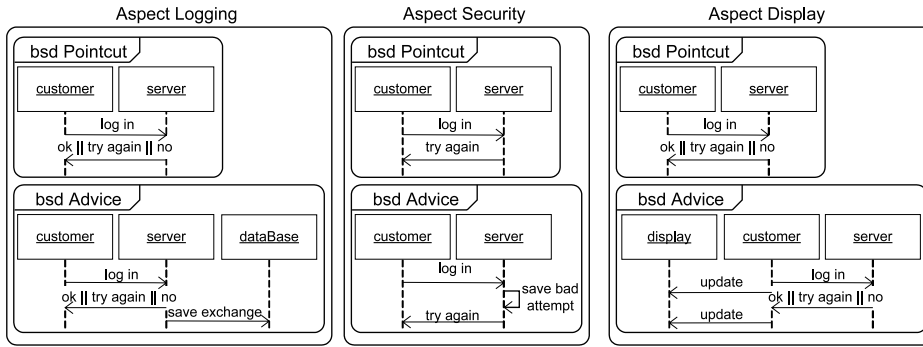 Aspect Logging
bsd Pointcut
customer server
log in
ok || try again || no
bsd Advice
customer server dataBase
log in
ok || try again || no
save exchange
Aspect Security
bsd Pointcut
customer server
log in
try again
bsd Advice
customer server
log in
save bad
attempt
try again
Aspect Display
bsd Pointcut
customer server
log in
ok || try again || no
bsd Advice
display customer server
log in
update
ok || try again || no
update